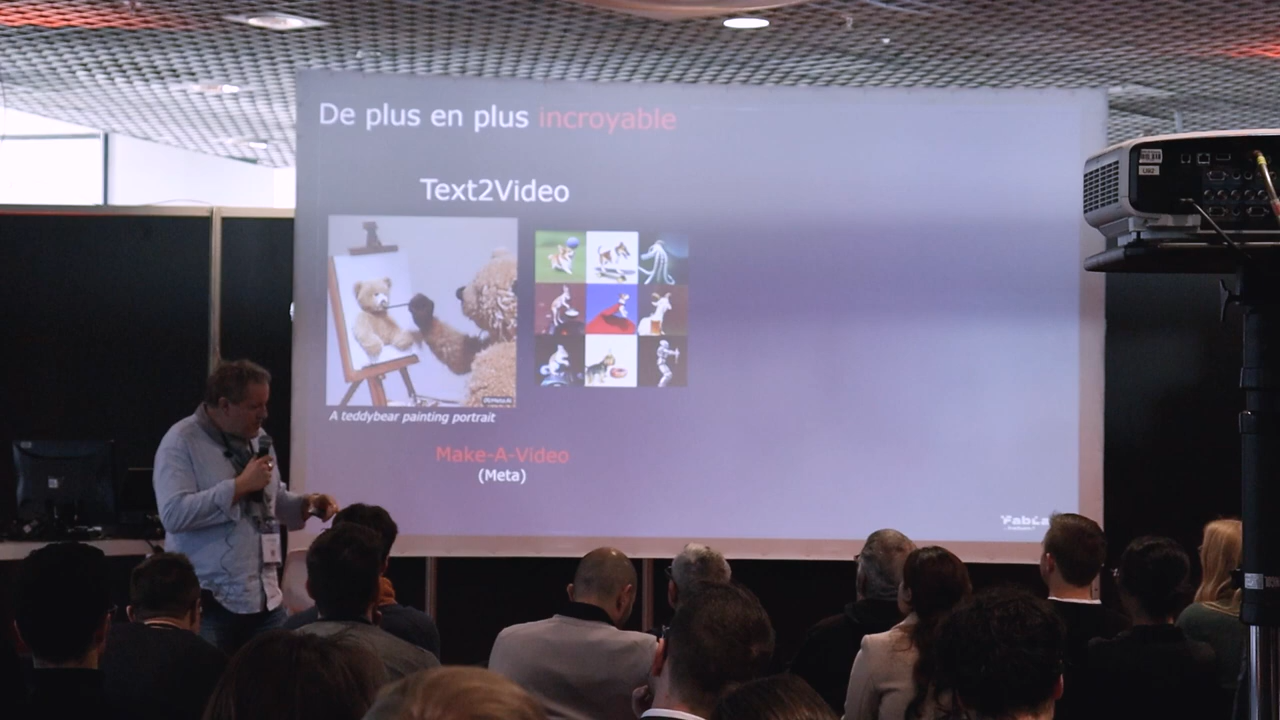 De plus en plus incroyable
Text2Video
A teddybear painting portrait
Make-A-Video
(Meta)